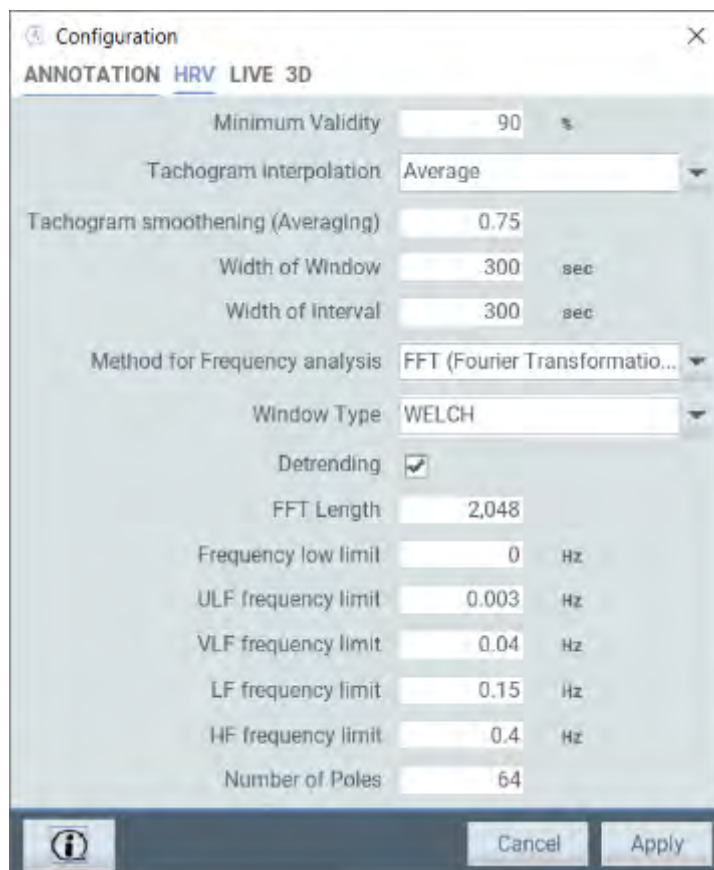 Configuration
ANNOTATION HRV LIVE 3D
Minimum Validity 90 %
Tachogram interpolation Average
Tachogram smoothening (Averaging) 0.75
Width of Window 300 sec
Width of Interval 300 sec
Method for Frequency analysis FFT (Fourier Transformatio...
Window Type WELCH
Detrending
FFT Length 2,048
Frequency low limit 0 Hz
ULF frequency limit 0.003 Hz
VLF frequency limit 0.04 Hz
LF frequency limit 0.15 Hz
HF frequency limit 0.4 Hz
Number of Poles 64
Cancel Apply